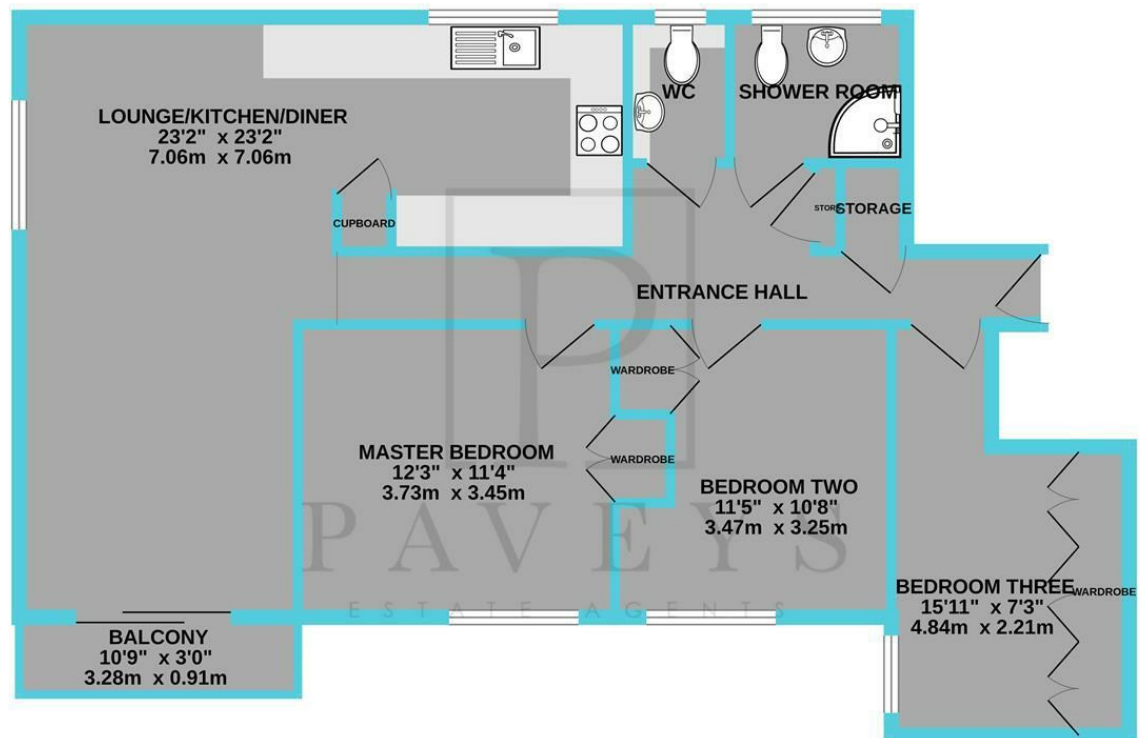 LOUNGE/KITCHEN/DINER
23'2" x 23'2"
7.06m x 7.06m
WC
SHOWER ROOM
CUPBOARD
STORE
STORAGE
ENTRANCE HALL
WARDROBE
MASTER BEDROOM
12'3" x 11'4"
3.73m x 3.45m
WARDROBE
BEDROOM TWO
11'5" x 10'8"
3.47m x 3.25m
BEDROOM THREE
15'11" x 7'3"
4.84m x 2.21m
WARDROBE
BALCONY
10'9" x 3'0"
3.28m x 0.91m
P
PAVEYS
ESTATE AGENTS